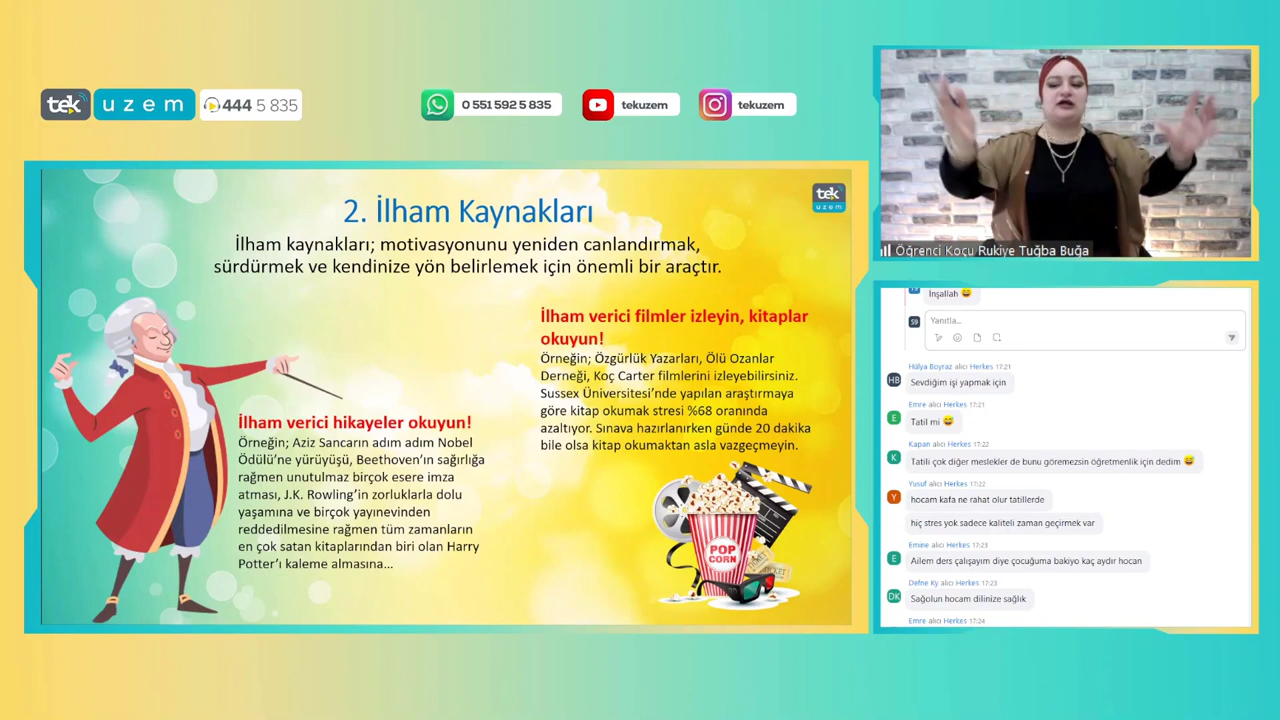 tek uzem 444 5 835
0 551 592 5 835
tekuzem
tekuzem
tek
uzem
2. İlham Kaynakları
İlham kaynakları; motivasyonunu yeniden canlandırmak,
sürdürmek ve kendinize yön belirlemek için önemli bir araçtır.
İlham verici hikayeler okuyun!
Örneğin; Aziz Sancarın adım adım Nobel
Ödülü’ne yürüyüşü, Beethoven’ın sağırlığa
rağmen unutulmaz birçok esere imza
atması, J.K. Rowling’in zorluklarla dolu
yaşamına ve birçok yayınevinden
reddedilmesine rağmen tüm zamanların
en çok satan kitaplarından biri olan Harry
Potter’ı kaleme almasına...
İlham verici filmler izleyin, kitaplar
okuyun!
Örneğin; Özgürlük Yazarları, Ölü Ozanlar
Derneği, Koç Carter filmlerini izleyebilirsiniz.
Sussex Üniversitesi’nde yapılan araştırmaya
göre kitap okumak stresi %68 oranında
azaltıyor. Sınava hazırlanırken günde 20 dakika
bile olsa kitap okumaktan asla vazgeçmeyin.
POP
CORN
TICKET
Öğrenci Koçu Rukiye Tuğba Buğa
İnşallah 😄
Yanıtla...
Hülya Boyraz alıcı Herkes 17:21
HB
Sevdiğim işi yapmak için
Emre alıcı Herkes 17:21
E
Tatil mi 😅
Kapan alıcı Herkes 17:22
K
Tatili çok diğer meslekler de bunu göremezsin öğretmenlik için dedim 😅
Yusuf alıcı Herkes 17:22
Y
hocam kafa ne rahat olur tatillerde
hiç stres yok sadece kaliteli zaman geçirmek var
Emine alıcı Herkes 17:23
E
Ailem ders çalışayım diye çocuğuma bakiyo kaç aydır hocan
Defne Ky alıcı Herkes 17:23
DK
Sağolun hocam dilinize sağlık
Emre alıcı Herkes 17:24